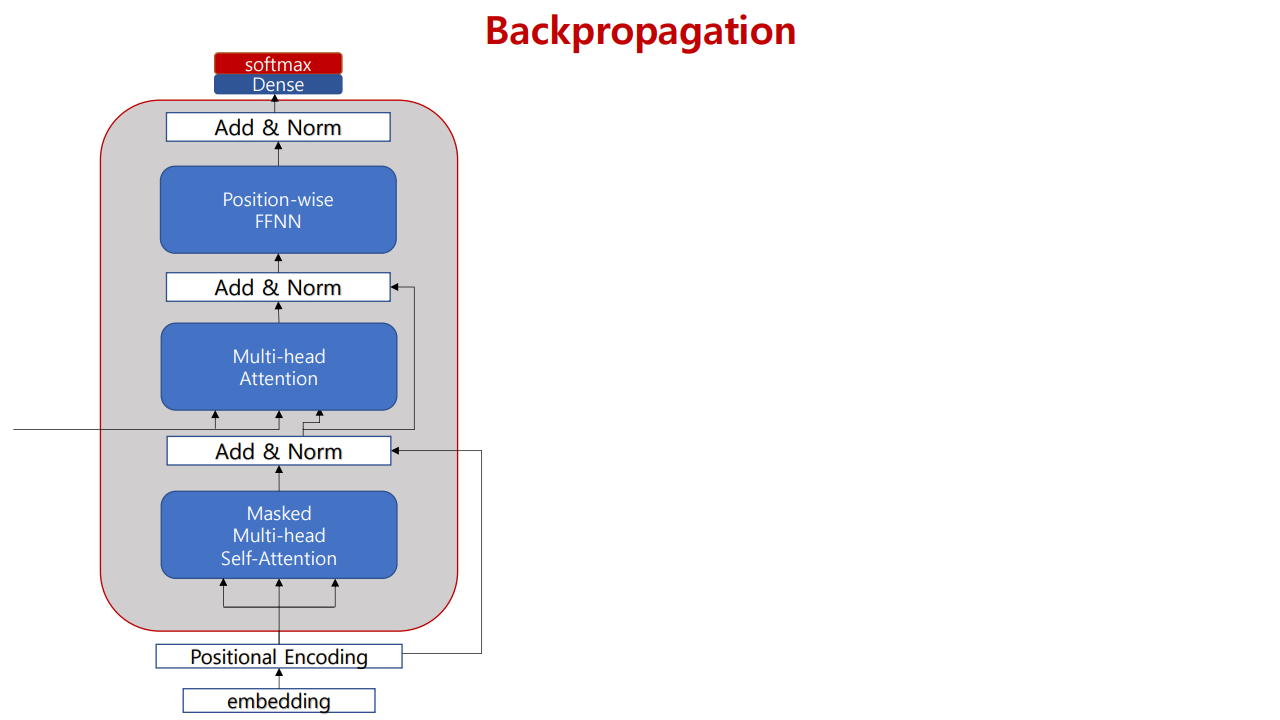 Backpropagation
softmax
Dense
Add & Norm
Position-wise
FFNN
Add & Norm
Multi-head
Attention
Add & Norm
Masked
Multi-head
Self-Attention
Positional Encoding
embedding